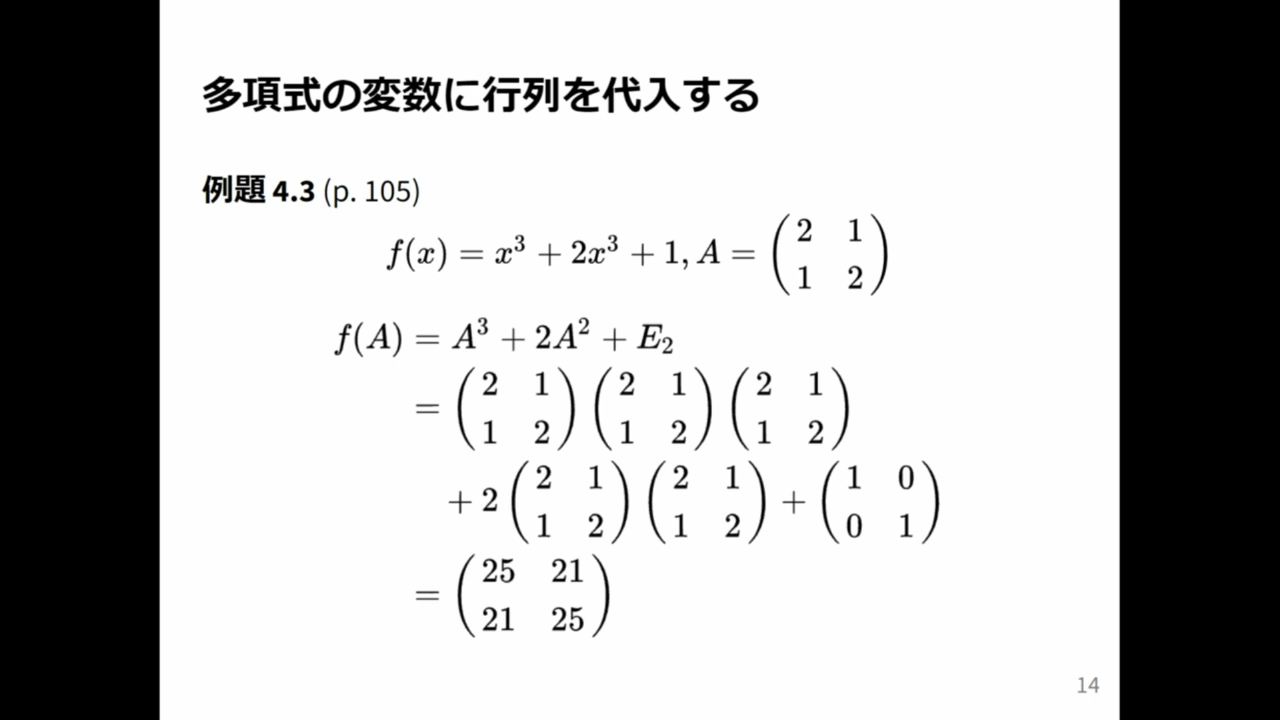 多項式の変数に行列を代入する
例題 4.3 (p. 105)
f(x) = x³ + 2x³ + 1, A = ( 2 1 ; 1 2 )
f(A) = A³ + 2A² + E₂
= ( 2 1 ; 1 2 ) ( 2 1 ; 1 2 ) ( 2 1 ; 1 2 )
+ 2 ( 2 1 ; 1 2 ) ( 2 1 ; 1 2 ) + ( 1 0 ; 0 1 )
= ( 25 21 ; 21 25 )
14